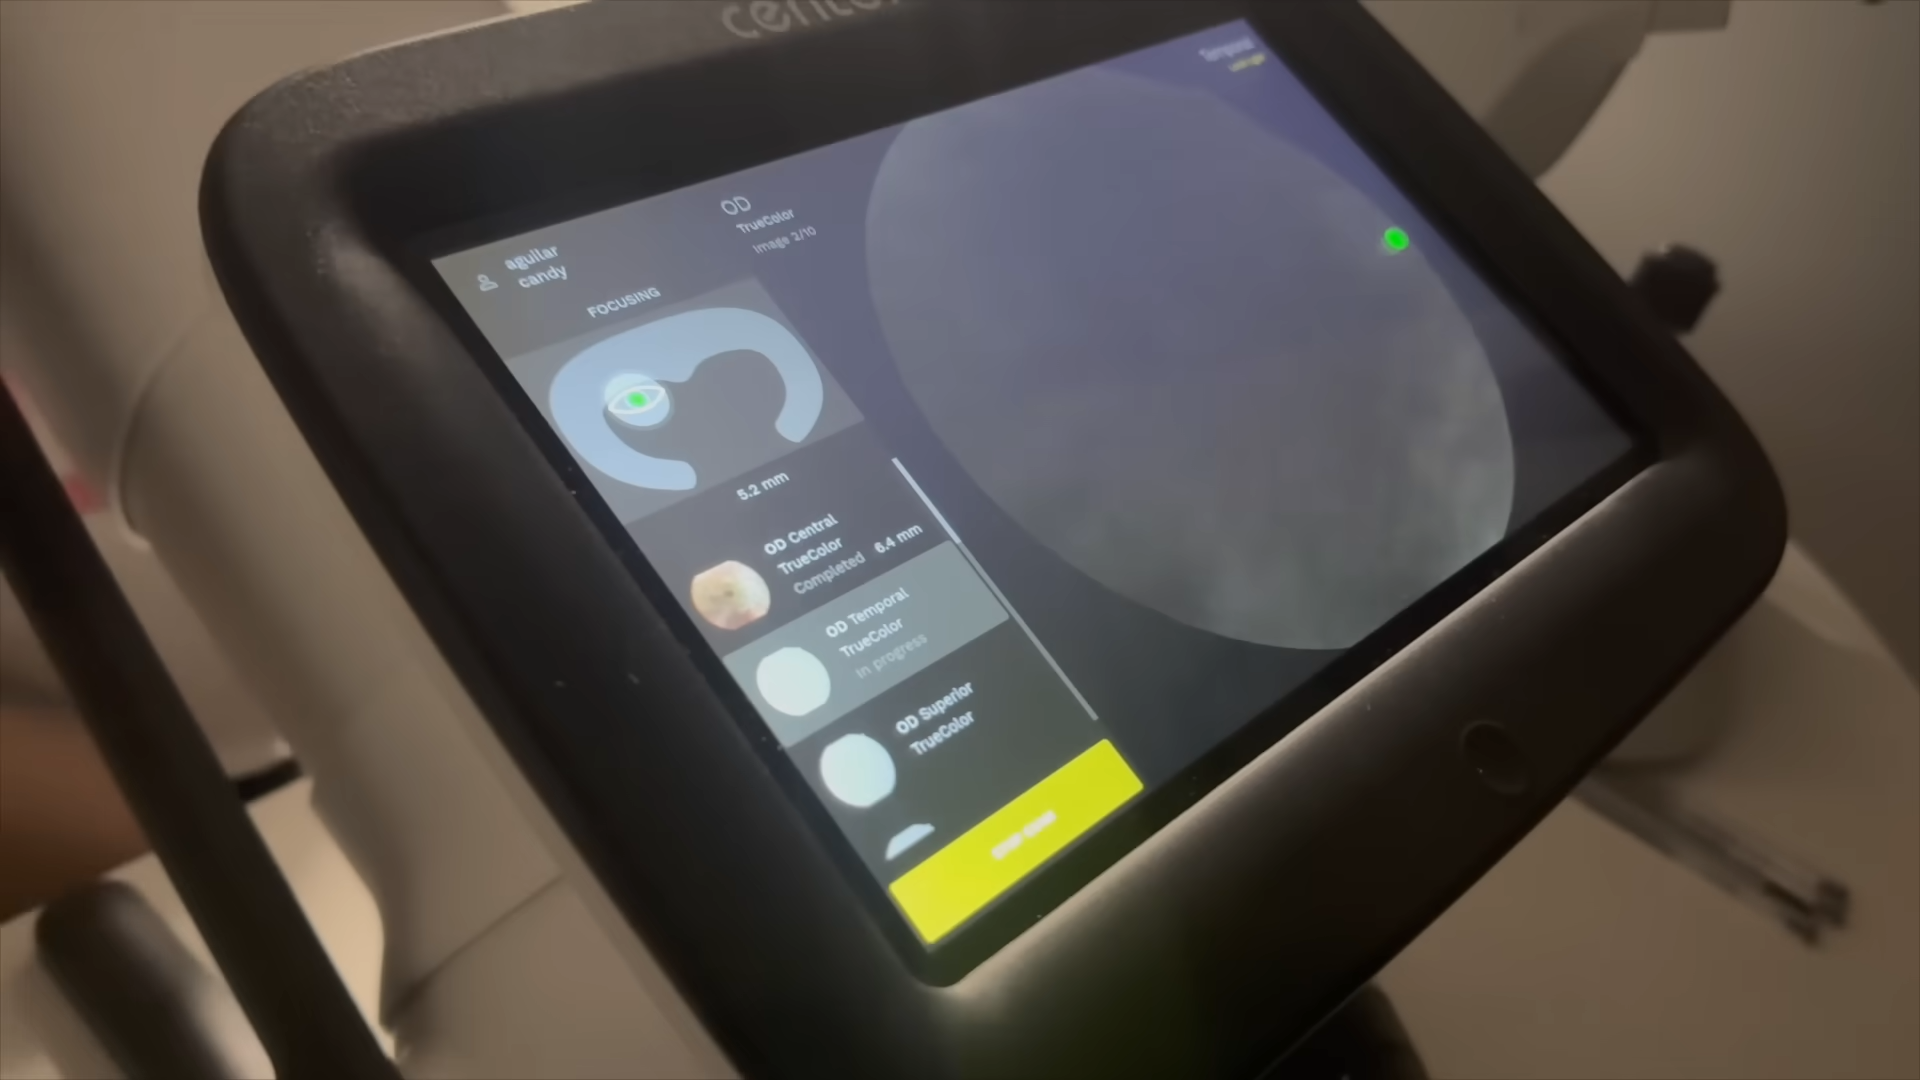 aguilar
candy
OD
TrueColor
Image 2/10
FOCUSING
5.2 mm
OD Central
TrueColor
Completed 6.4 mm
OD Temporal
TrueColor
In progress
OD Superior
TrueColor
Temporal